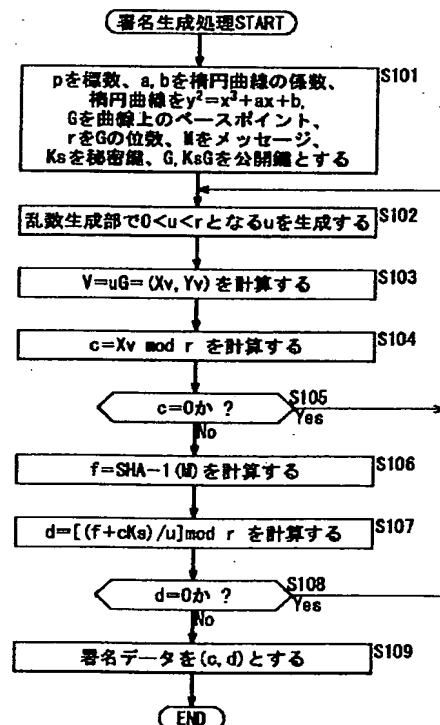 署名生成処理START
S101
pを標数、a,bを楕円曲線の係数、
楕円曲線をy²=x³+ax+b,
Gを曲線上のベースポイント、
rをGの位数、Mをメッセージ、
Ksを秘密鍵、G,KsGを公開鍵とする
乱数生成部で0<u<rとなるuを生成する
S102
V=uG=(Xv,Yv)を計算する
S103
c=Xv mod r を計算する
S104
c=0か ?
S105
Yes
No
f=SHA-1(M)を計算する
S106
d=[(f+cKs)/u]mod r を計算する
S107
d=0か ?
S108
Yes
No
署名データを(c,d)とする
S109
END